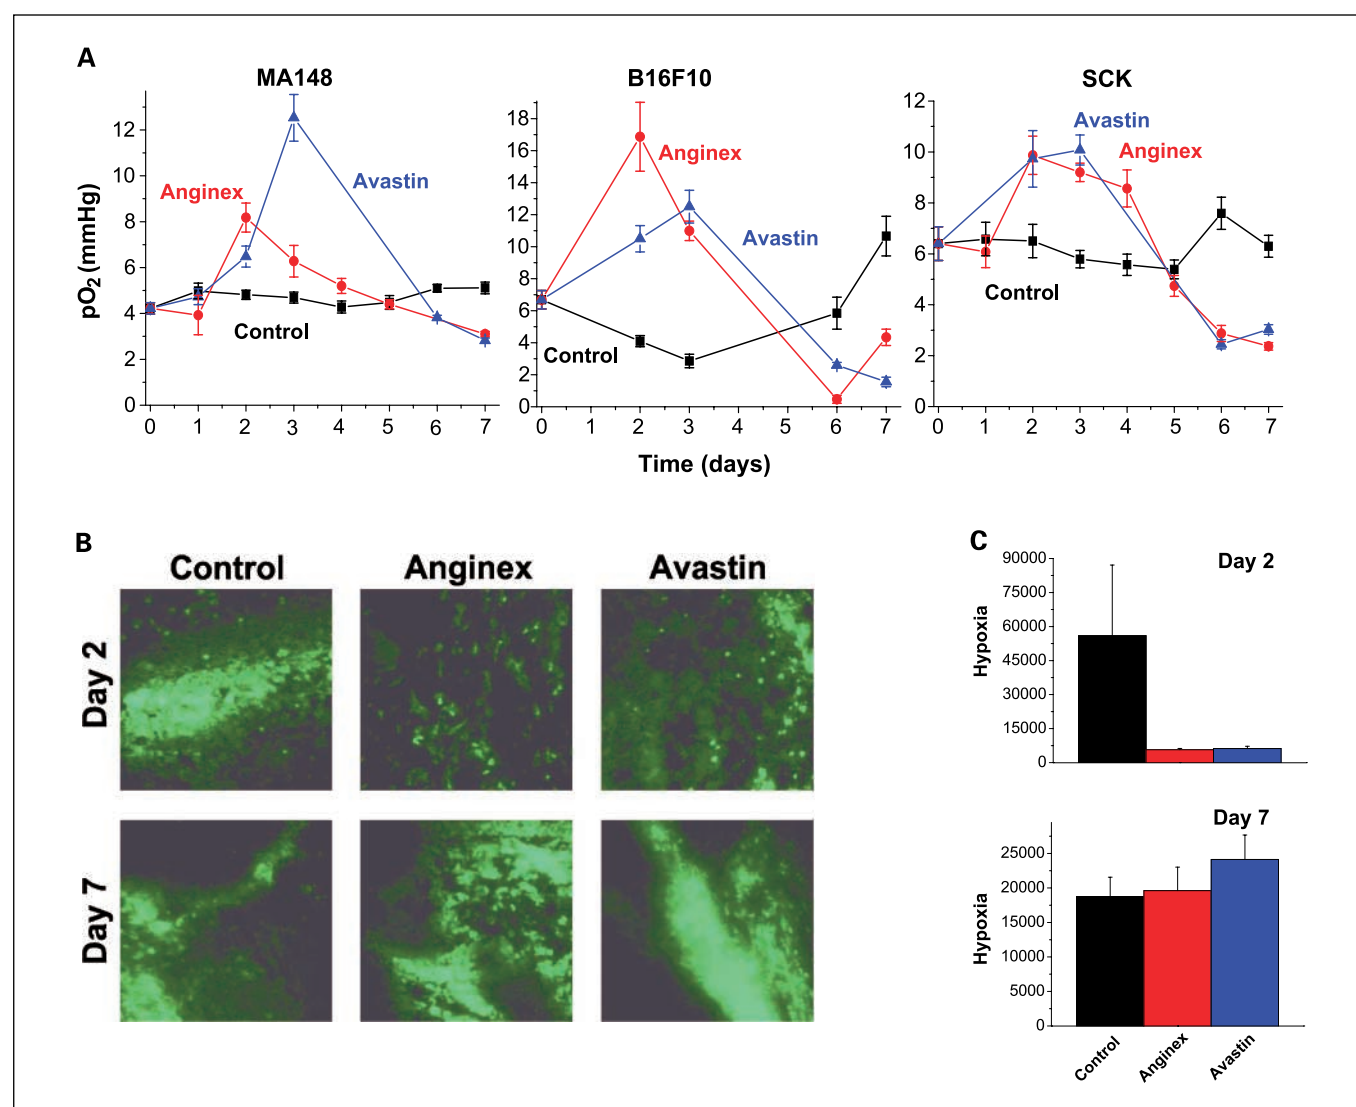 A
MA148
B16F10
SCK
pO2 (mmHg)
12
10
8
6
4
2
0
Anginex
Avastin
Control
0 1 2 3 4 5 6 7
18
16
14
12
10
8
6
4
2
0
Anginex
Avastin
Control
0 1 2 3 4 5 6 7
12
10
8
6
4
2
0
Avastin
Anginex
Control
0 1 2 3 4 5 6 7
Time (days)
B
Control Anginex Avastin
Day 2
Day 7
C
Day 2
Hypoxia
90000
75000
60000
45000
30000
15000
0
Day 7
Hypoxia
25000
20000
15000
10000
5000
0
Control
Anginex
Avastin